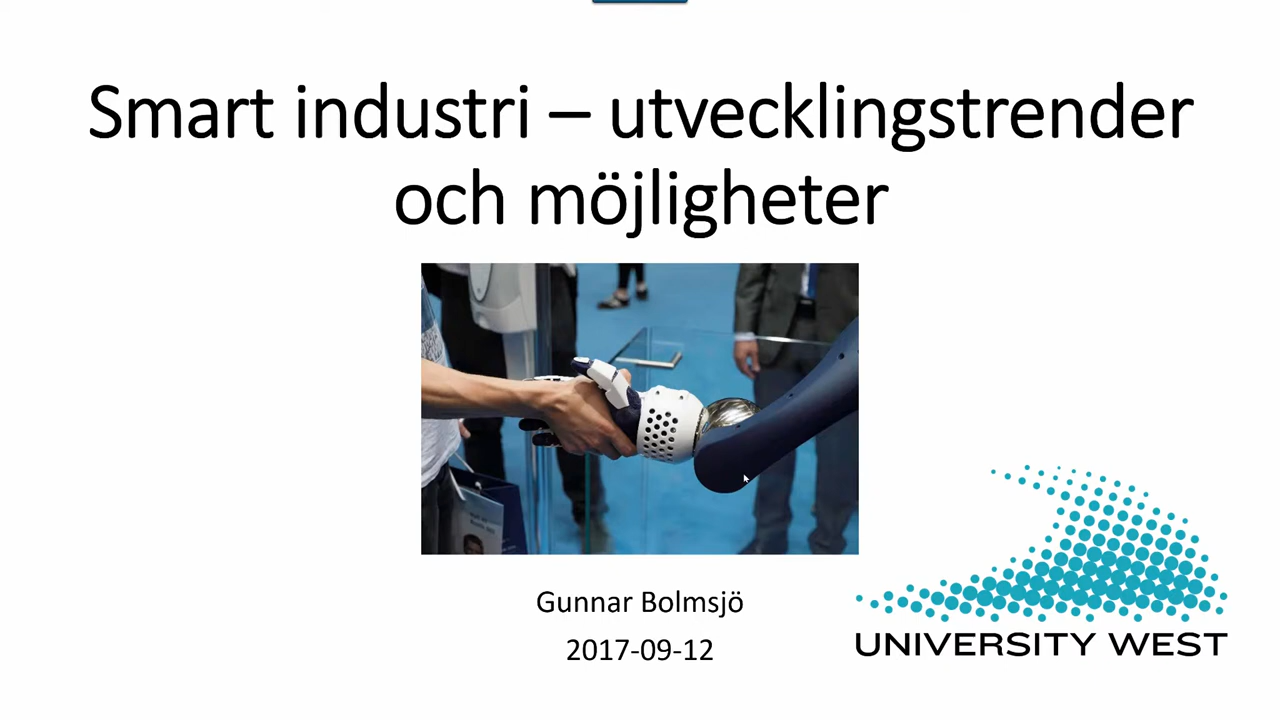 Smart industri – utvecklingstrender
och möjligheter
Gunnar Bolmsjö
2017-09-12
UNIVERSITY WEST